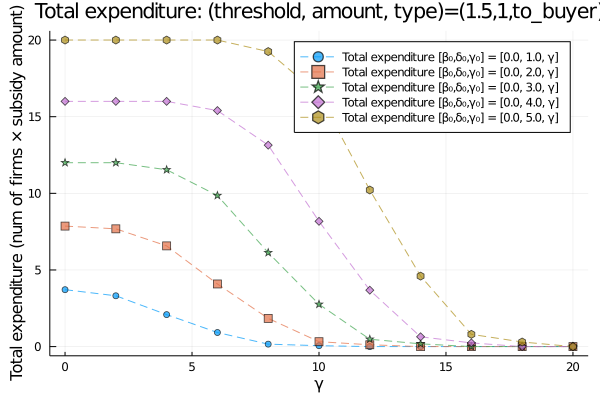 Total expenditure: (threshold, amount, type)=(1.5,1,to_buyer)
Total expenditure (num of firms × subsidy amount)
20
15
10
5
0
Total expenditure [β₀,δ₀,γ₀] = [0.0, 1.0, γ]
Total expenditure [β₀,δ₀,γ₀] = [0.0, 2.0, γ]
Total expenditure [β₀,δ₀,γ₀] = [0.0, 3.0, γ]
Total expenditure [β₀,δ₀,γ₀] = [0.0, 4.0, γ]
Total expenditure [β₀,δ₀,γ₀] = [0.0, 5.0, γ]
0 5 10 15 20
γ